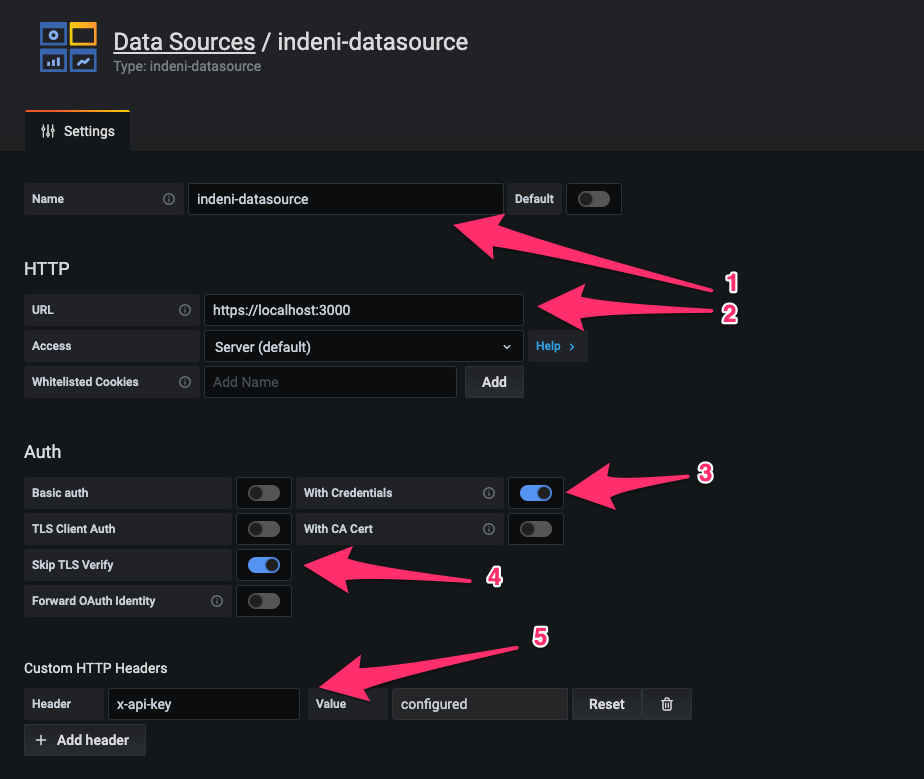 Data Sources / indeni-datasource
Type: indeni-datasource
Settings
Name indeni-datasource Default
1
HTTP
2
URL https://localhost:3000
Access Server (default) Help >
Whitelisted Cookies Add Name Add
Auth
3
Basic auth With Credentials
TLS Client Auth With CA Cert
Skip TLS Verify
4
Forward OAuth Identity
5
Custom HTTP Headers
Header x-api-key Value configured Reset
+ Add header